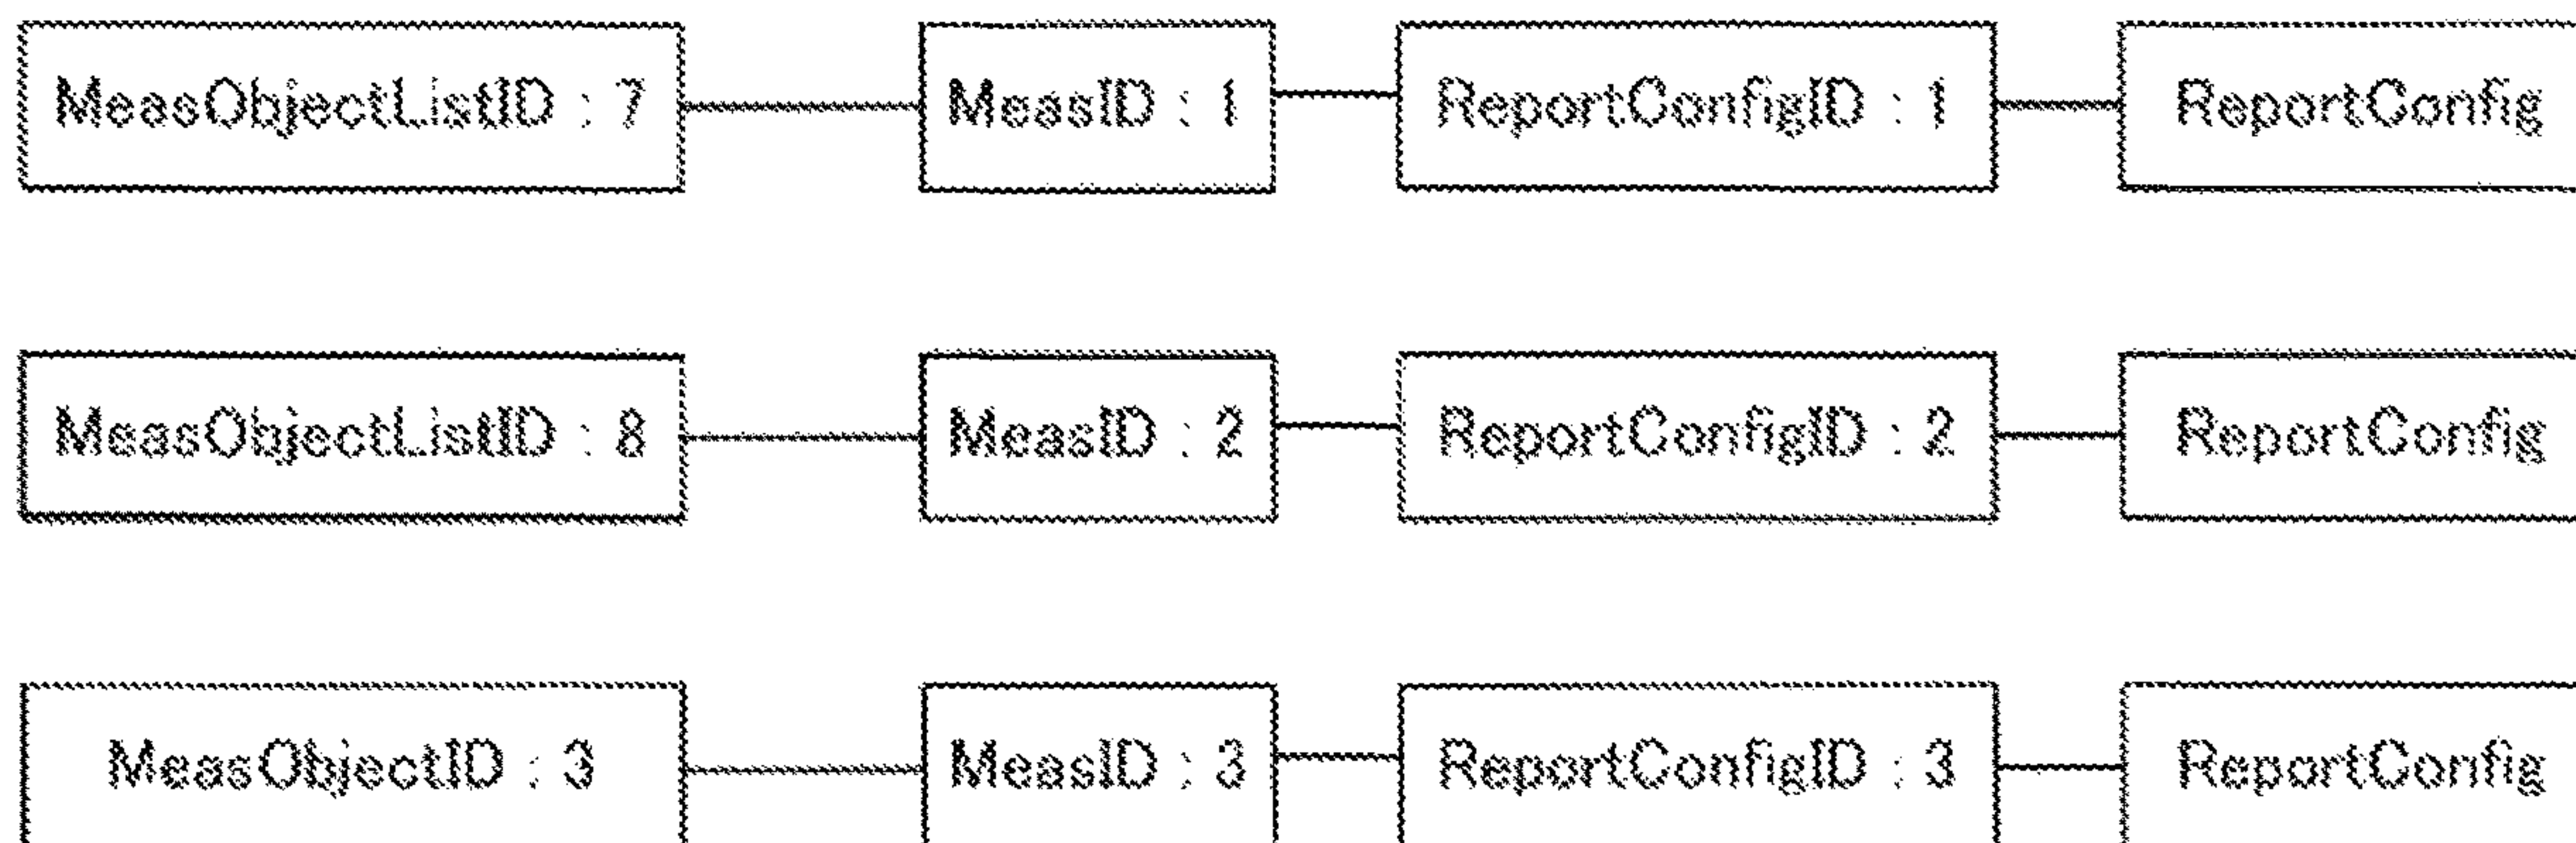 MeasObjectListID : 7 MeasID : 1 ReportConfigID : 1 ReportConfig
MeasObjectListID : 8 MeasID : 2 ReportConfigID : 2 ReportConfig
MeasObjectID : 3 MeasID : 3 ReportConfigID : 3 ReportConfig